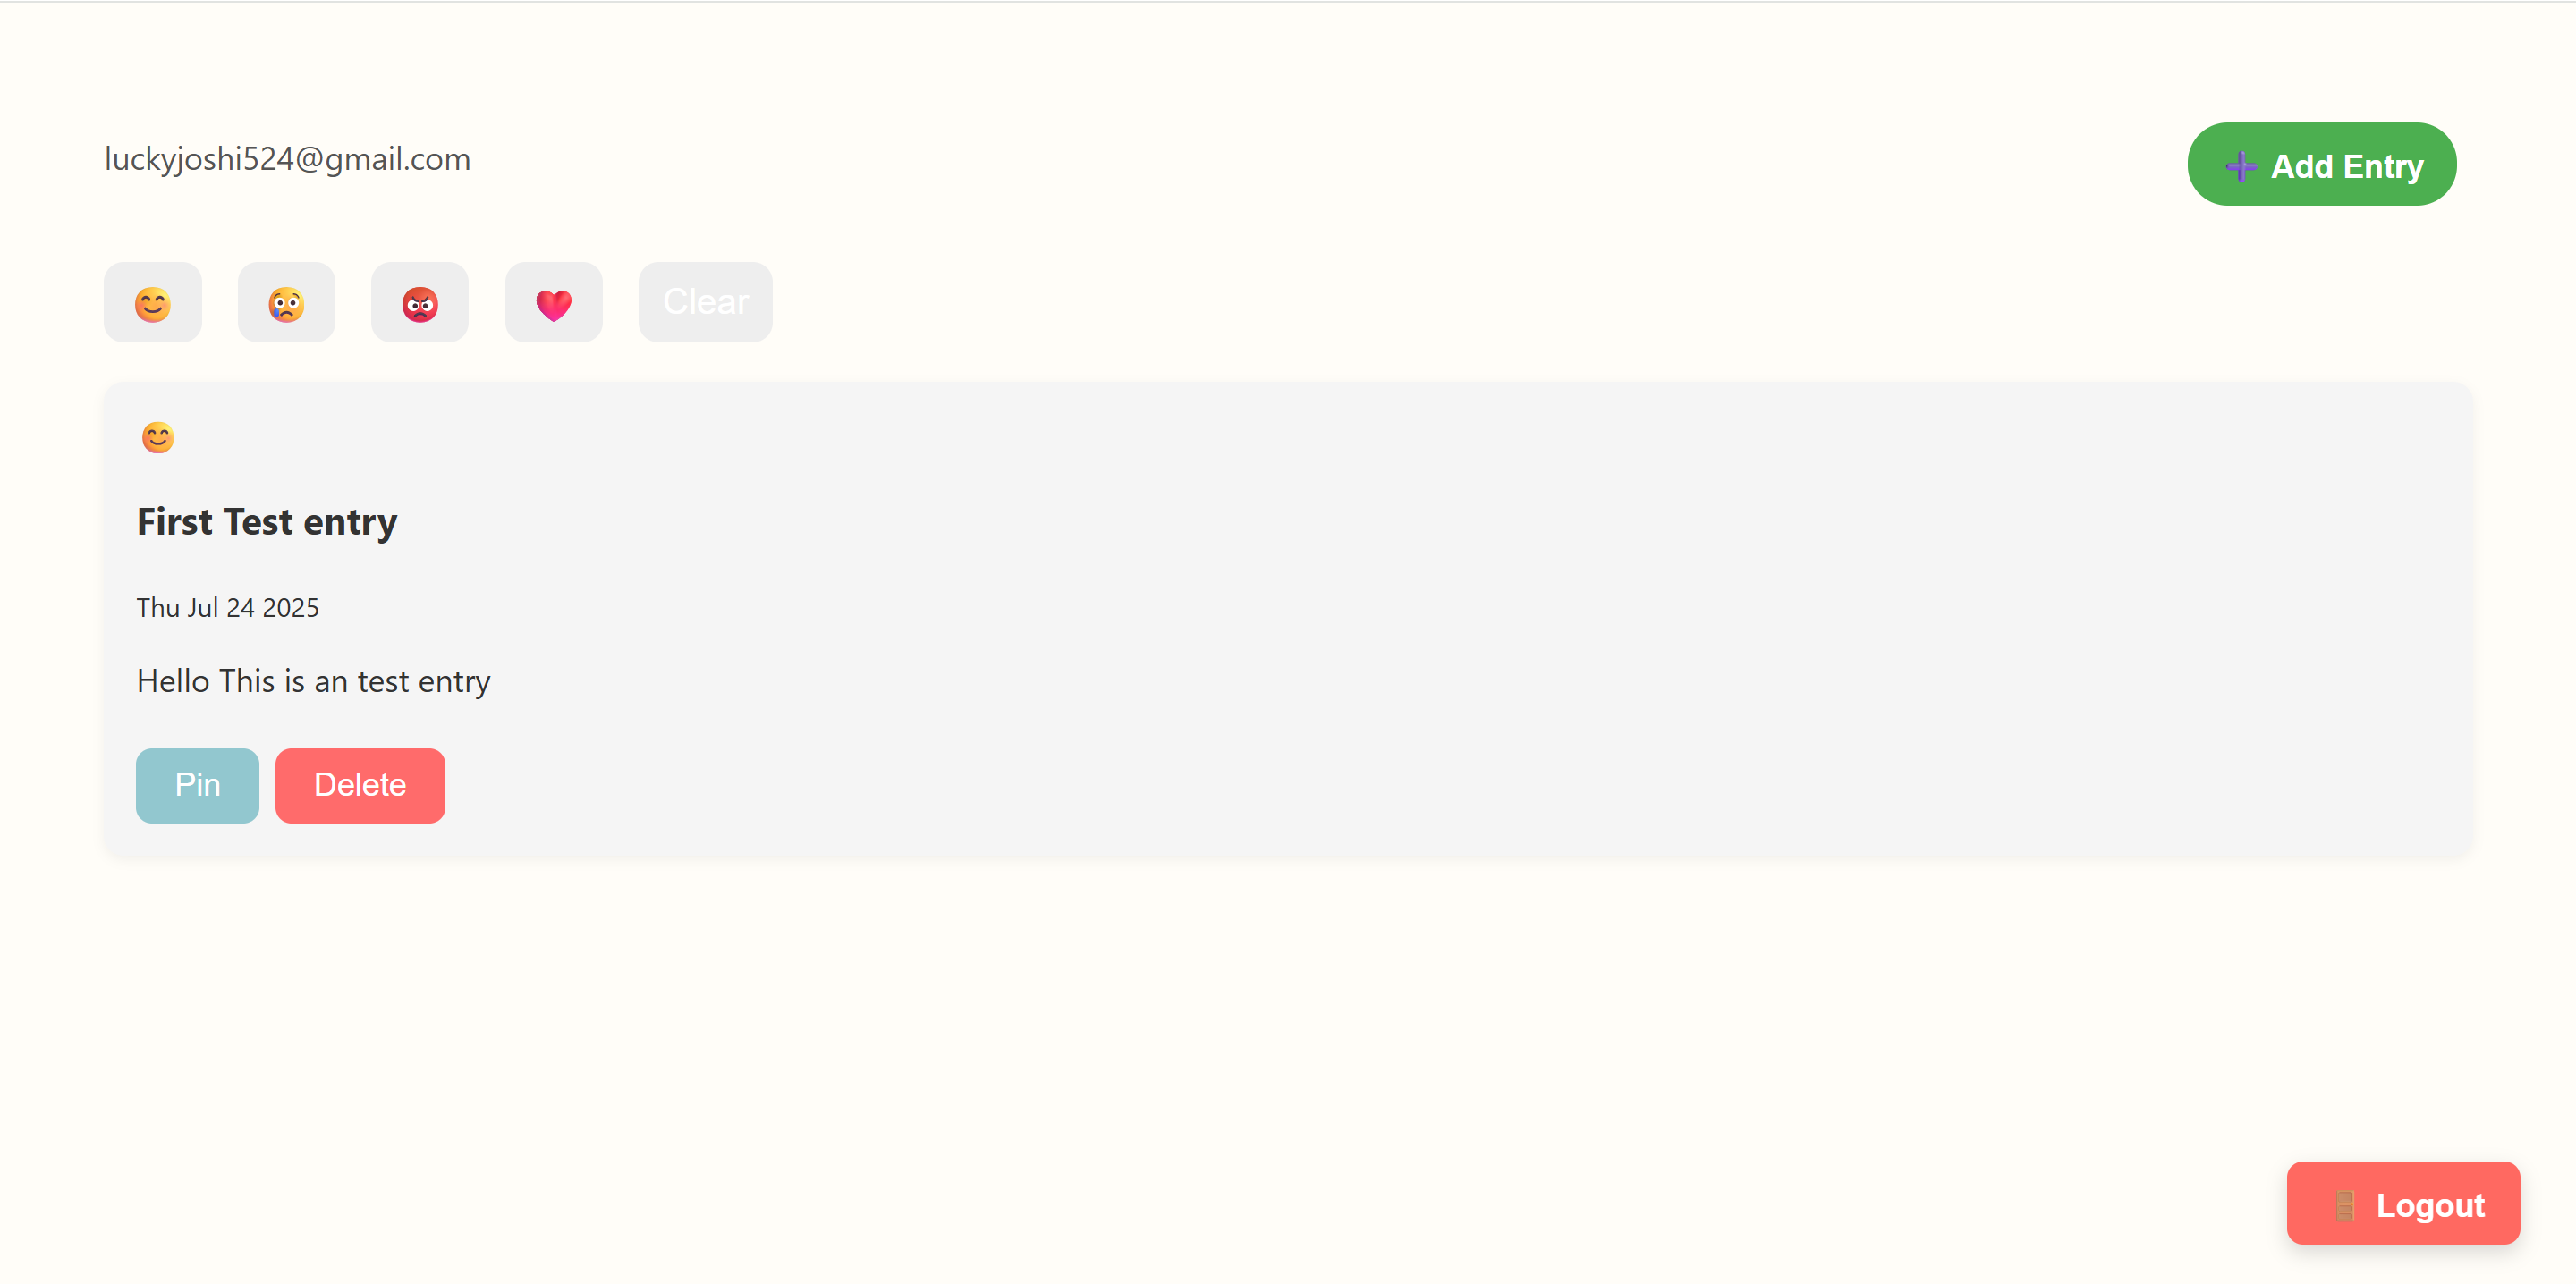 luckyjoshi524@gmail.com
➕ Add Entry
😊 😢 😡 ❤️ Clear
😊
First Test entry
Thu Jul 24 2025
Hello This is an test entry
Pin Delete
🚪 Logout